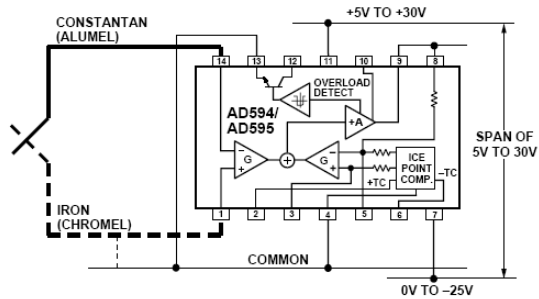 CONSTANTAN
(ALUMEL)
+5V TO +30V
14 13 12 11 10 9 8
OVERLOAD
DETECT
AD594/
AD595
+A
SPAN OF
5V TO 30V
–
G
+
+
–
G
+
ICE
POINT
COMP.
–TC
+TC
IRON
(CHROMEL)
1 2 3 4 5 6 7
COMMON
0V TO –25V